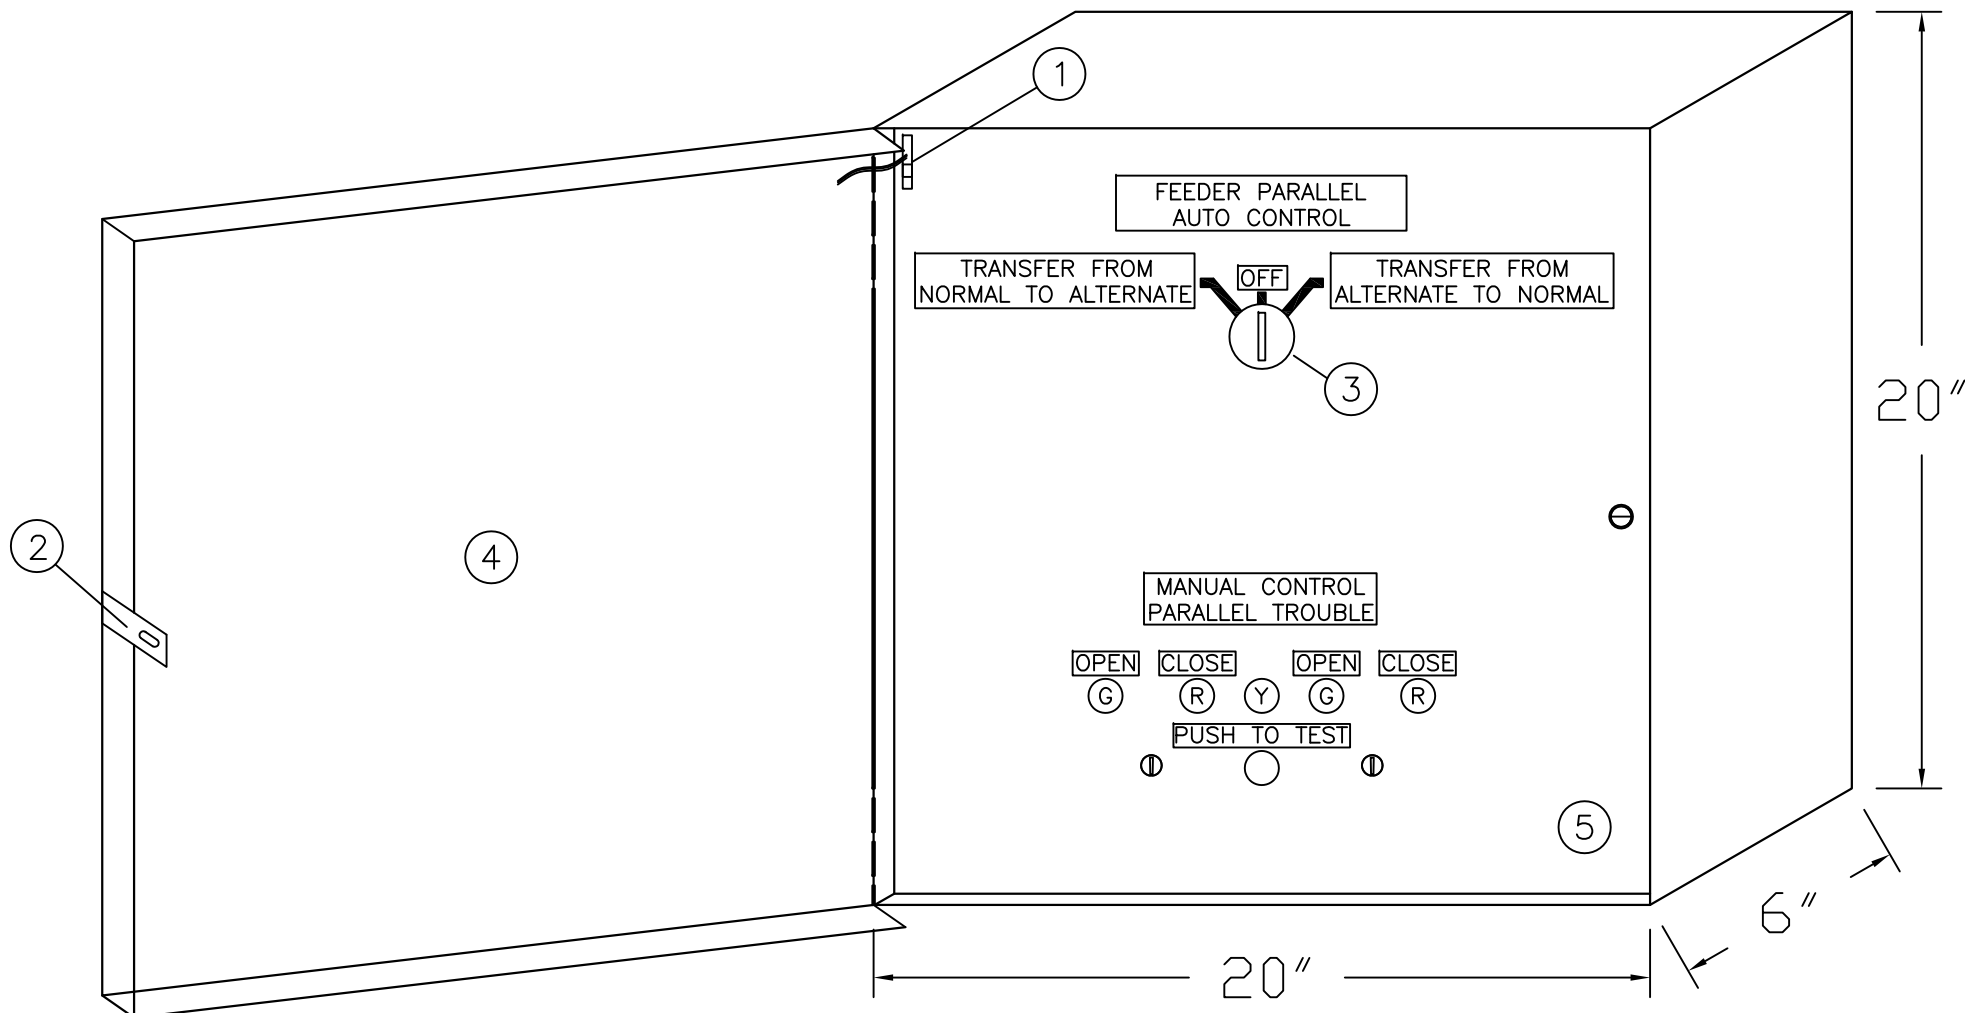 1
FEEDER PARALLEL
AUTO CONTROL
TRANSFER FROM
NORMAL TO ALTERNATE
OFF
TRANSFER FROM
ALTERNATE TO NORMAL
3
20"
2
4
MANUAL CONTROL
PARALLEL TROUBLE
OPEN CLOSE OPEN CLOSE
G R Y G R
PUSH TO TEST
5
6"
20"